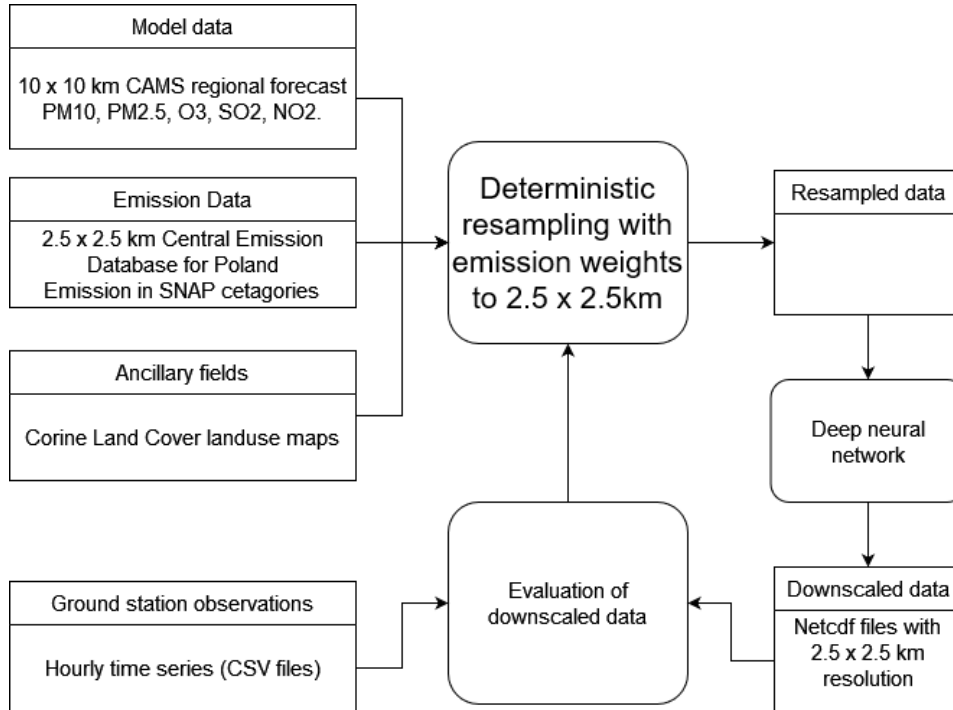 Model data
10 x 10 km CAMS regional forecast
PM10, PM2.5, O3, SO2, NO2.
Emission Data
2.5 x 2.5 km Central Emission
Database for Poland
Emission in SNAP cetagories
Ancillary fields
Corine Land Cover landuse maps
Ground station observations
Hourly time series (CSV files)
Deterministic
resampling with
emission weights
to 2.5 x 2.5km
Evaluation of
downscaled data
Resampled data
Deep neural
network
Downscaled data
Netcdf files with
2.5 x 2.5 km
resolution